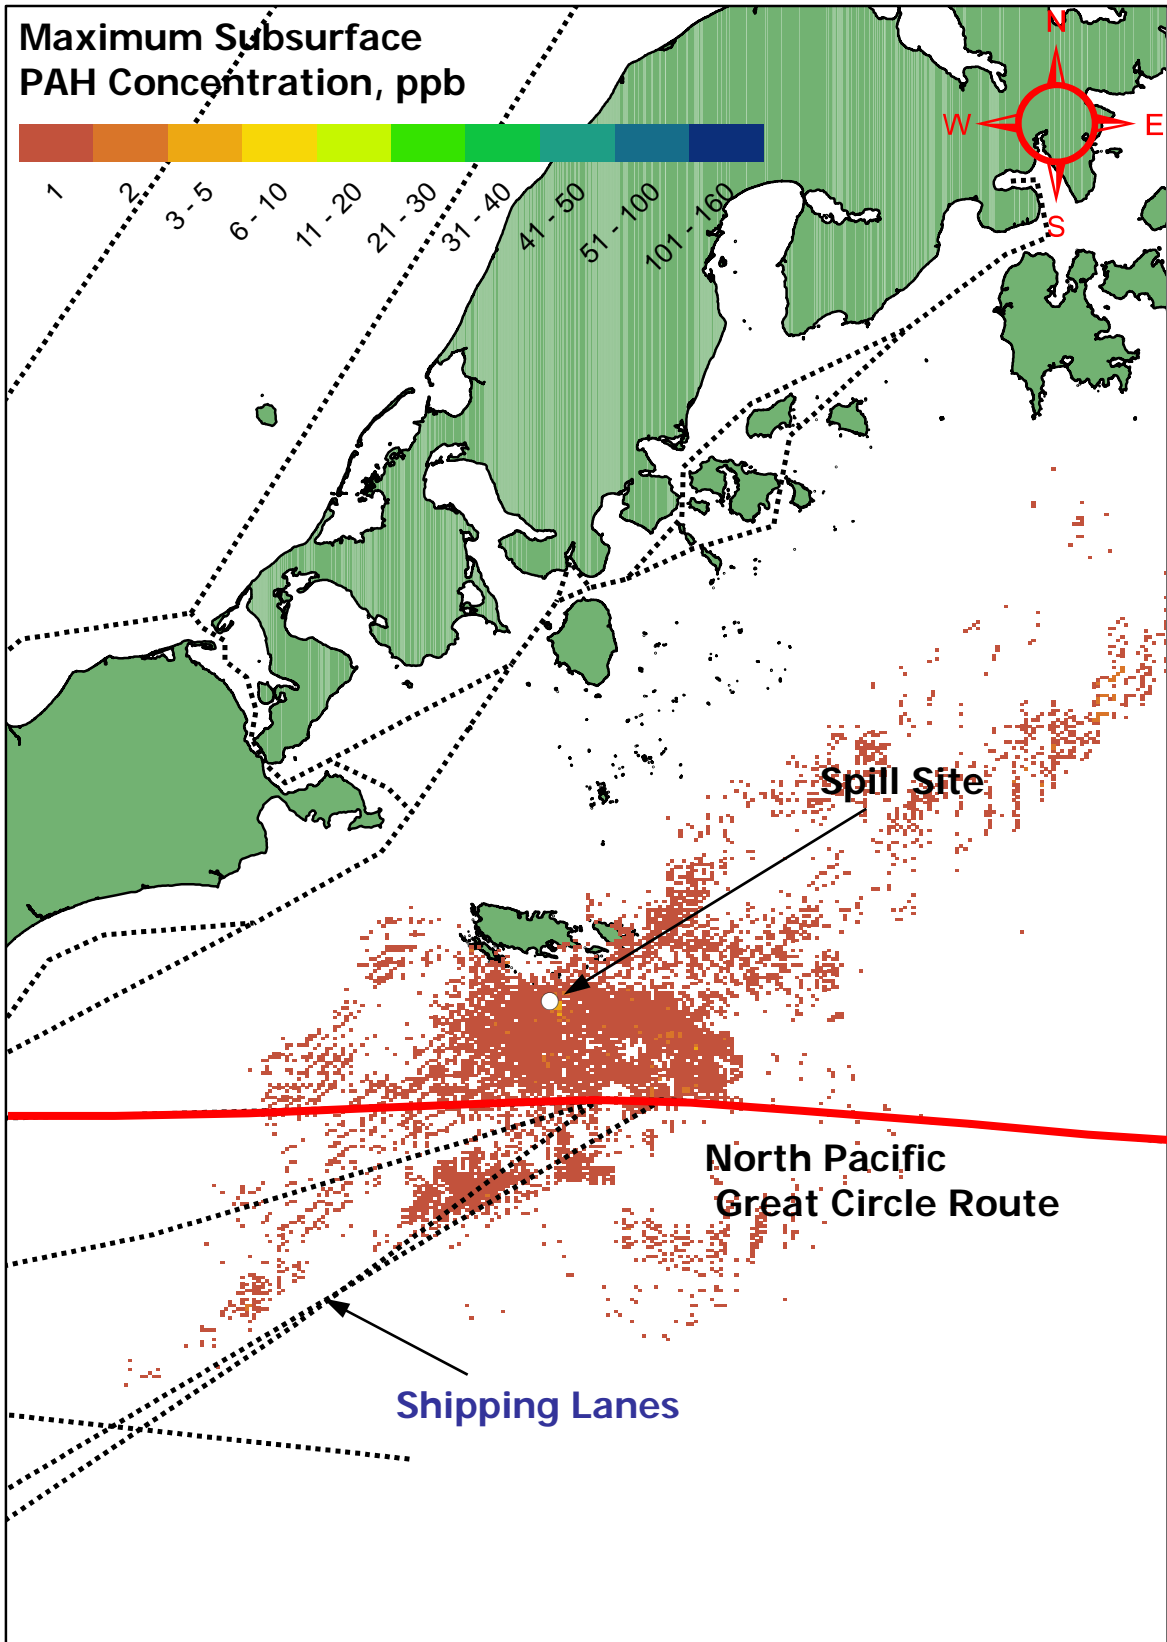 Maximum Subsurface
PAH Concentration, ppb
N
W
E
S
1
2
3 - 5
6 - 10
11 - 20
21 - 30
31 - 40
41 - 50
51 - 100
101 - 160
Spill Site
North Pacific
Great Circle Route
Shipping Lanes